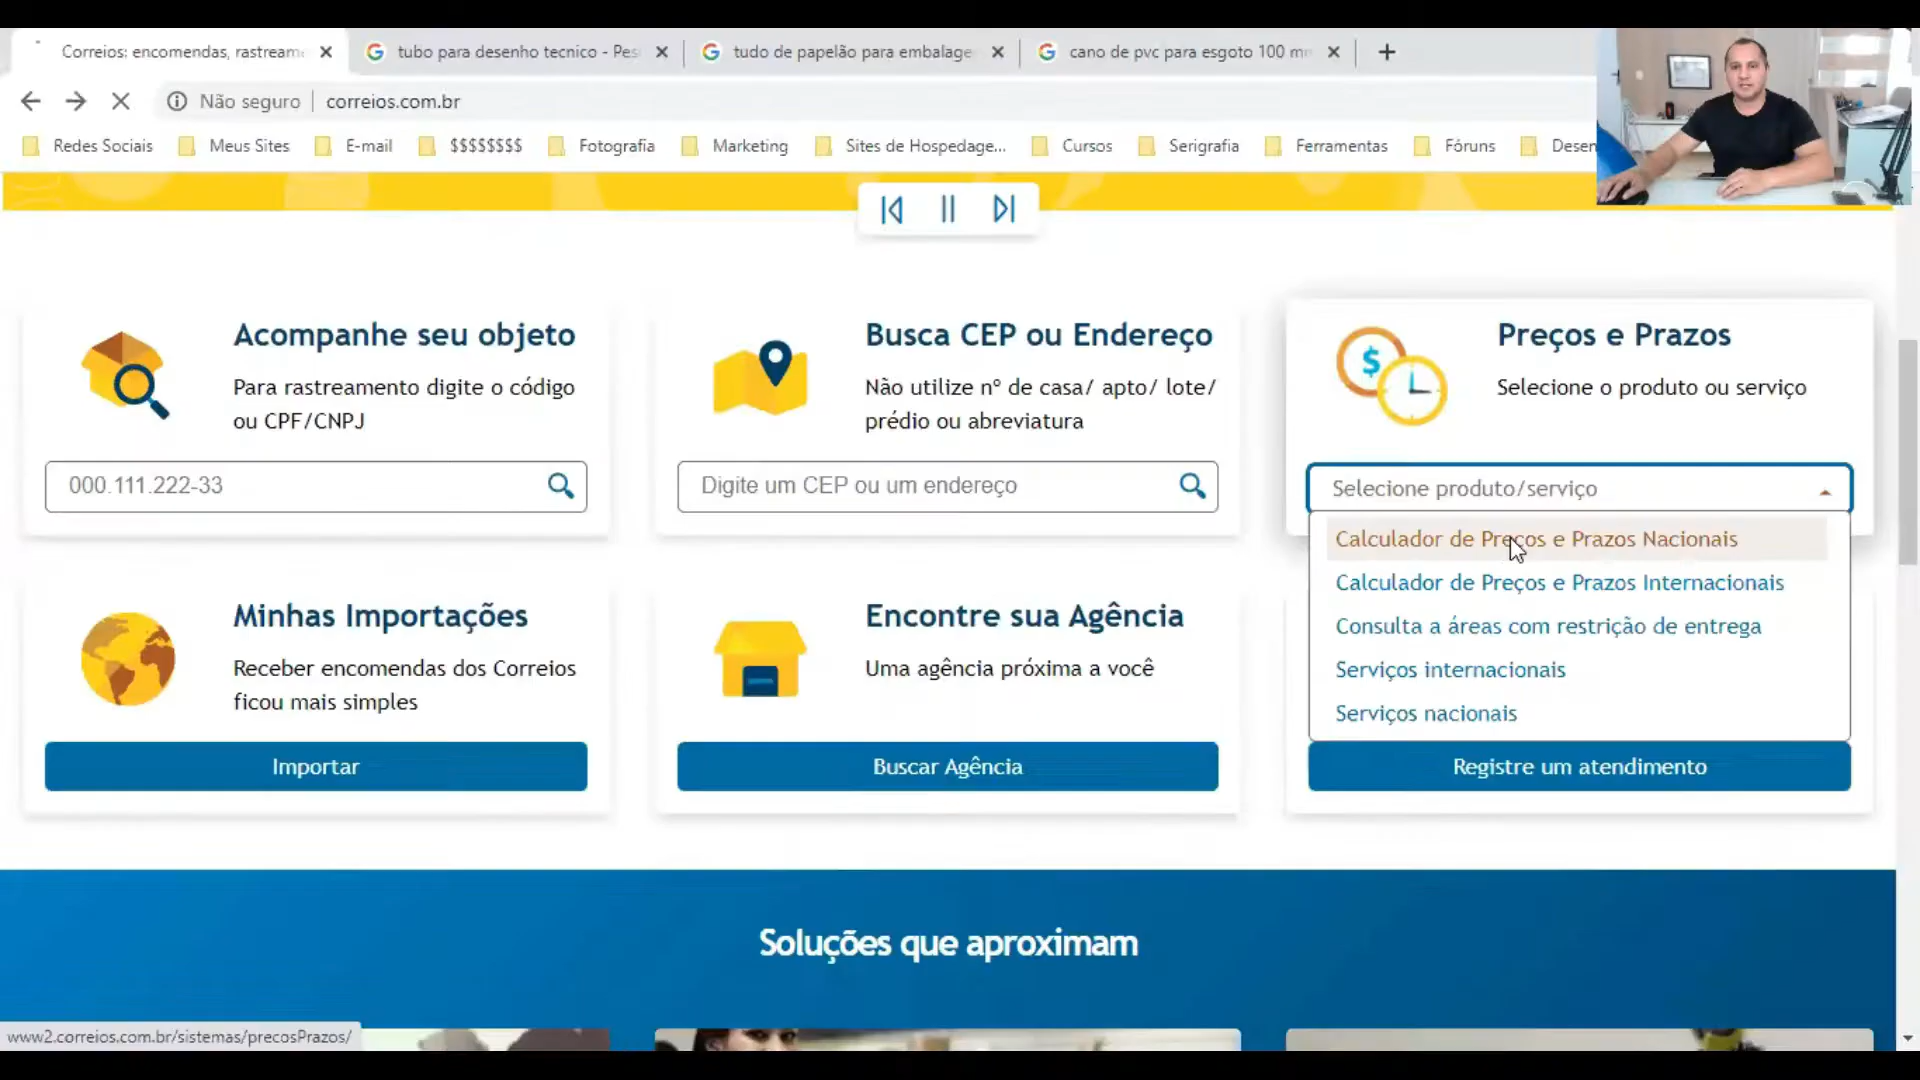 Correios: encomendas, rastream
tubo para desenho tecnico - Pes
tudo de papelão para embalage
cano de pvc para esgoto 100 mm
Não seguro
correios.com.br
Redes Sociais
Meus Sites
E-mail
$$$$$$$$
Fotografia
Marketing
Sites de Hospedage...
Cursos
Serigrafia
Ferramentas
Fóruns
Desen
Acompanhe seu objeto
Para rastreamento digite o código
ou CPF/CNPJ
000.111.222-33
Busca CEP ou Endereço
Não utilize nº de casa/ apto/ lote/
prédio ou abreviatura
Digite um CEP ou um endereço
Preços e Prazos
Selecione o produto ou serviço
Selecione produto/serviço
Calculador de Preços e Prazos Nacionais
Calculador de Preços e Prazos Internacionais
Consulta a áreas com restrição de entrega
Serviços internacionais
Serviços nacionais
Minhas Importações
Receber encomendas dos Correios
ficou mais simples
Importar
Encontre sua Agência
Uma agência próxima a você
Buscar Agência
Registre um atendimento
Soluções que aproximam
www2.correios.com.br/sistemas/precosPrazos/